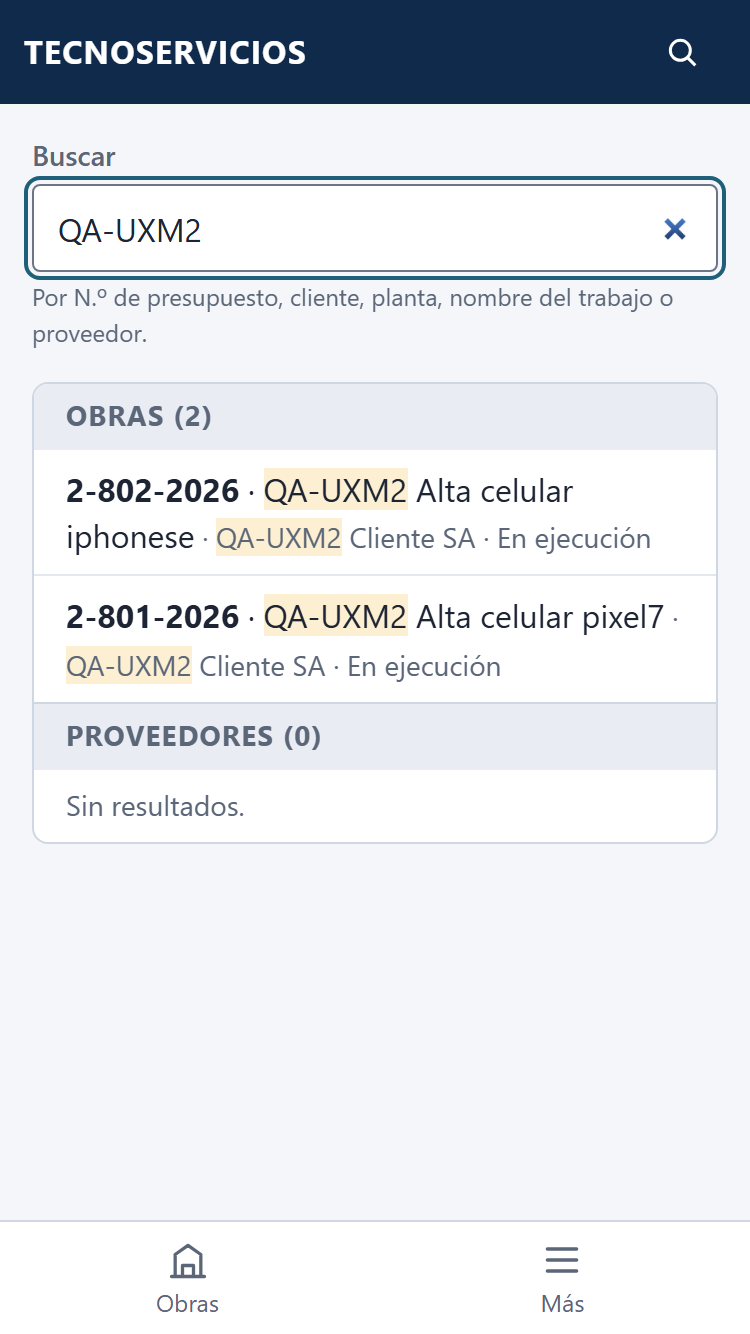 TECNOSERVICIOS
Buscar
QA-UXM2
Por N.º de presupuesto, cliente, planta, nombre del trabajo o
proveedor.
OBRAS (2)
2-802-2026 · QA-UXM2 Alta celular
iphonese · QA-UXM2 Cliente SA · En ejecución
2-801-2026 · QA-UXM2 Alta celular pixel7 ·
QA-UXM2 Cliente SA · En ejecución
PROVEEDORES (0)
Sin resultados.
Obras
Más